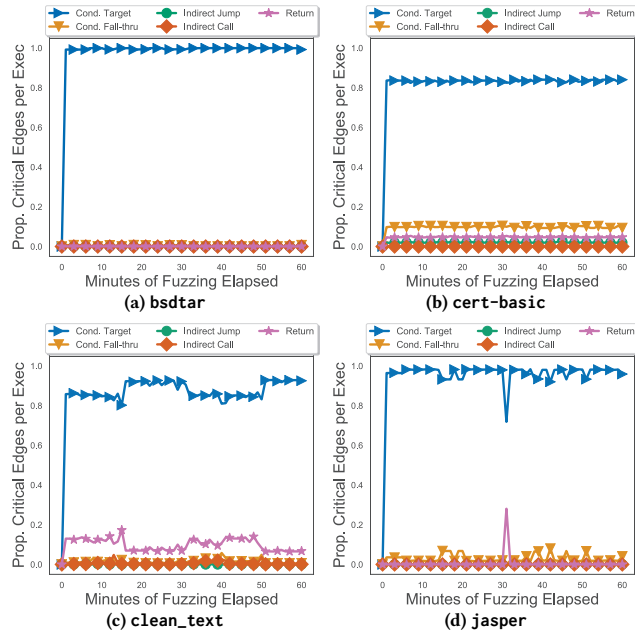 Cond. Target Indirect Jump Return
Cond. Fall-thru Indirect Call
1.0
0.8
0.6
0.4
0.2
0.0
Prop. Critical Edges per Exec
0 10 20 30 40 50 60
Minutes of Fuzzing Elapsed
(a) bsdtar
Cond. Target Indirect Jump Return
Cond. Fall-thru Indirect Call
1.0
0.8
0.6
0.4
0.2
0.0
Prop. Critical Edges per Exec
0 10 20 30 40 50 60
Minutes of Fuzzing Elapsed
(b) cert-basic
Cond. Target Indirect Jump Return
Cond. Fall-thru Indirect Call
1.0
0.8
0.6
0.4
0.2
0.0
Prop. Critical Edges per Exec
0 10 20 30 40 50 60
Minutes of Fuzzing Elapsed
(c) clean_text
Cond. Target Indirect Jump Return
Cond. Fall-thru Indirect Call
1.0
0.8
0.6
0.4
0.2
0.0
Prop. Critical Edges per Exec
0 10 20 30 40 50 60
Minutes of Fuzzing Elapsed
(d) jasper